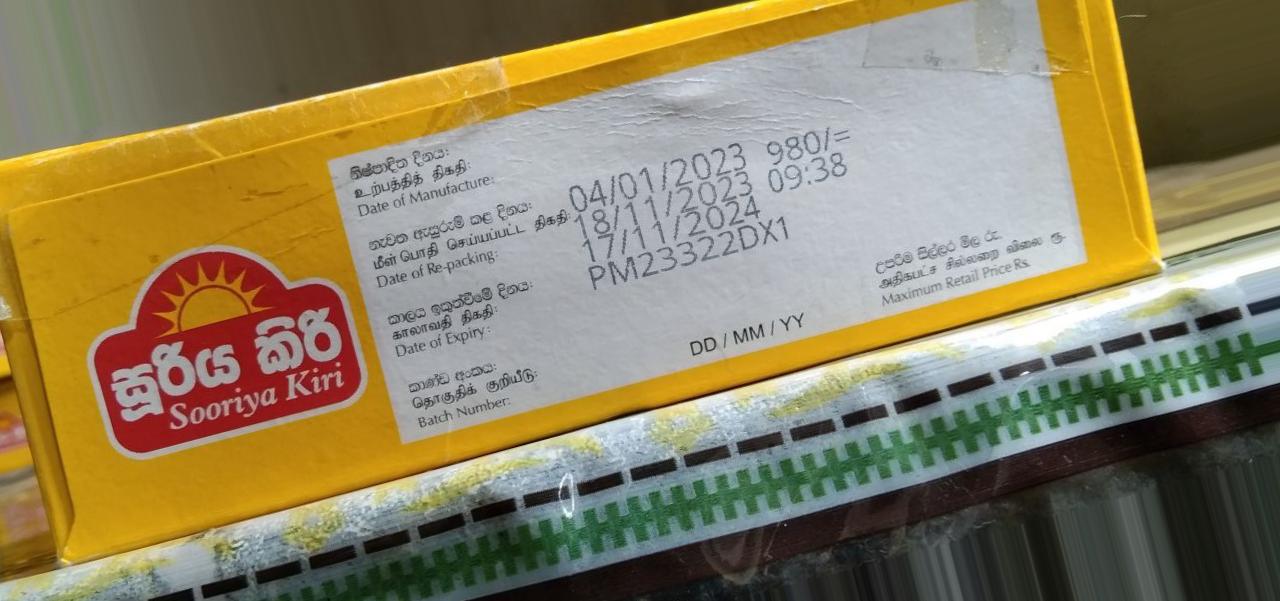 සූරිය කිරි
Sooriya Kiri
නිෂ්පාදිත දිනය:
உற்பத்தித் திகதி:
Date of Manufacture:
නැවත ඇසුරුම් කළ දිනය:
மீள் பொதி செய்யப்பட்ட திகதி:
Date of Re-packing:
කාලය ඉකුත්වීමේ දිනය:
காலாவதி திகதி:
Date of Expiry:
කාණ්ඩ අංකය:
தொகுதிக் குறியீடு:
Batch Number:
04/01/2023 980/=
18/11/2023 09:38
17/11/2024
PM23322DX1
DD / MM / YY
උපරිම සිල්ලර මිල රු.
அதிகபட்ச சில்லறை விலை ரூ.
Maximum Retail Price Rs.